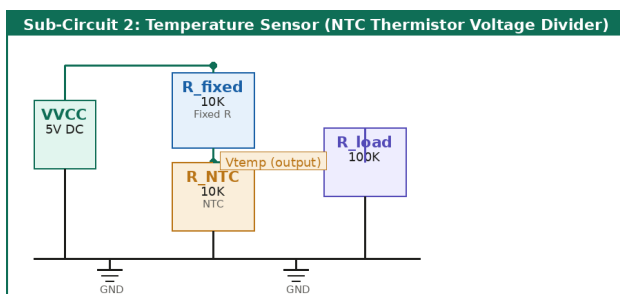 Sub-Circuit 2: Temperature Sensor (NTC Thermistor Voltage Divider)
VVCC
5V DC
R_fixed
10K
Fixed R
Vtemp (output)
R_NTC
10K
NTC
R_load
100K
GND
GND